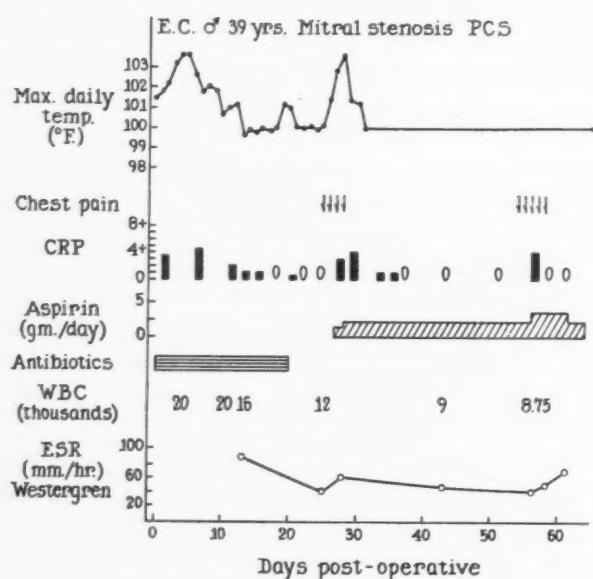 E.C. ♂ 39 yrs. Mitral stenosis PCS
Max. daily temp. (°F.)
103
102
101
100
99
98
Chest pain
CRP
8+
4+
0
0 0 0 0 0 0 0 0
Aspirin (gm./day)
5
0
Antibiotics
WBC (thousands)
20 20 16 12 9 8.75
ESR (mm./hr.) Westergren
100
60
20
0 10 20 30 40 50 60
Days post-operative